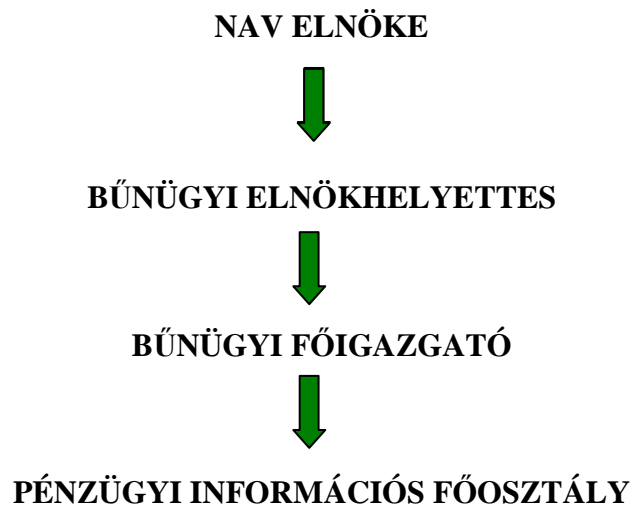 NAV ELNÖKE
BŰNÜGYI ELNÖKHELYETTES
BŰNÜGYI FŐIGAZGATÓ
PÉNZÜGYI INFORMÁCIÓS FŐOSZTÁLY